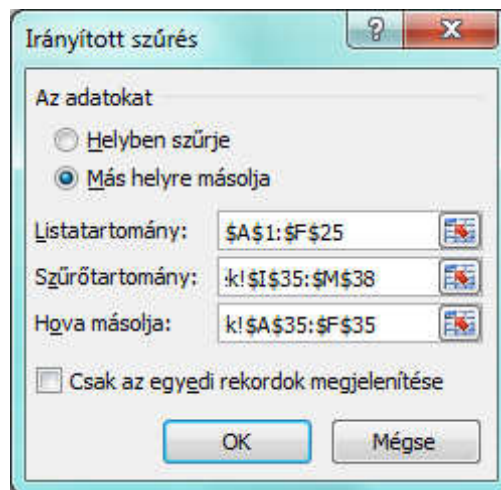 Irányított szűrés
Az adatokat
Helyben szűrje
Más helyre másolja
Listatartomány: $A$1:$F$25
Szűrőtartomány: k!$I$35:$M$38
Hova másolja: k!$A$35:$F$35
Csak az egyedi rekordok megjelenítése
OK Mégse